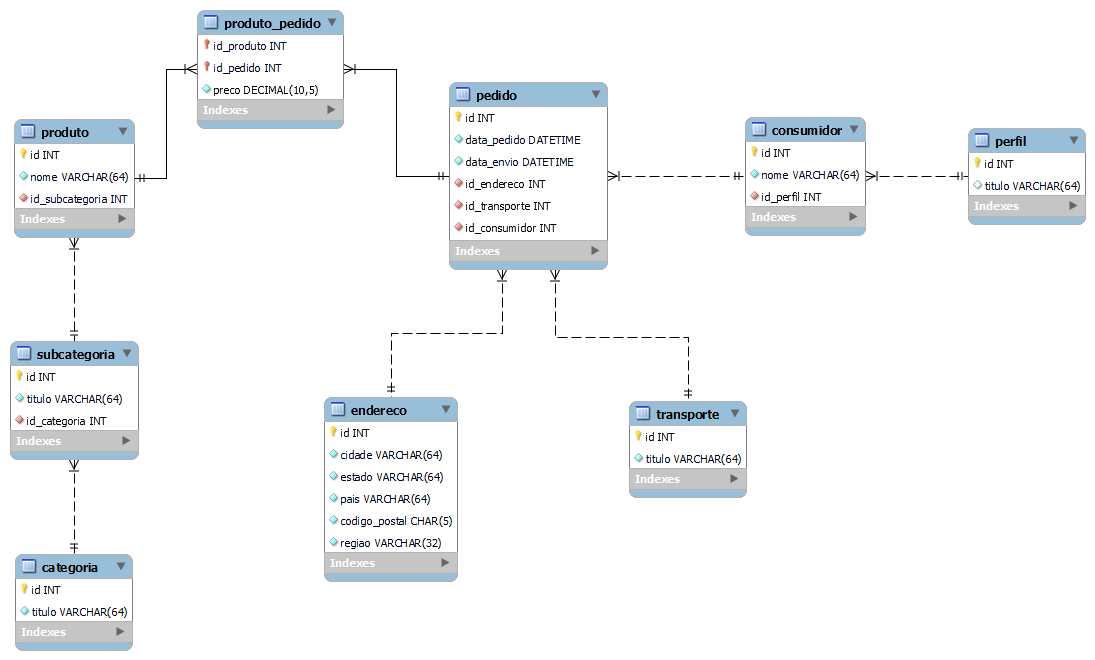 produto_pedido
id_produto INT
id_pedido INT
preco DECIMAL(10,5)
Indexes
pedido
id INT
data_pedido DATETIME
data_envio DATETIME
id_endereco INT
id_transporte INT
id_consumidor INT
Indexes
produto
id INT
nome VARCHAR(64)
id_subcategoria INT
Indexes
consumidor
id INT
nome VARCHAR(64)
id_perfil INT
Indexes
perfil
id INT
titulo VARCHAR(64)
Indexes
subcategoria
id INT
titulo VARCHAR(64)
id_categoria INT
Indexes
endereco
id INT
cidade VARCHAR(64)
estado VARCHAR(64)
pais VARCHAR(64)
codigo_postal CHAR(5)
regiao VARCHAR(32)
Indexes
transporte
id INT
titulo VARCHAR(64)
Indexes
categoria
id INT
titulo VARCHAR(64)
Indexes